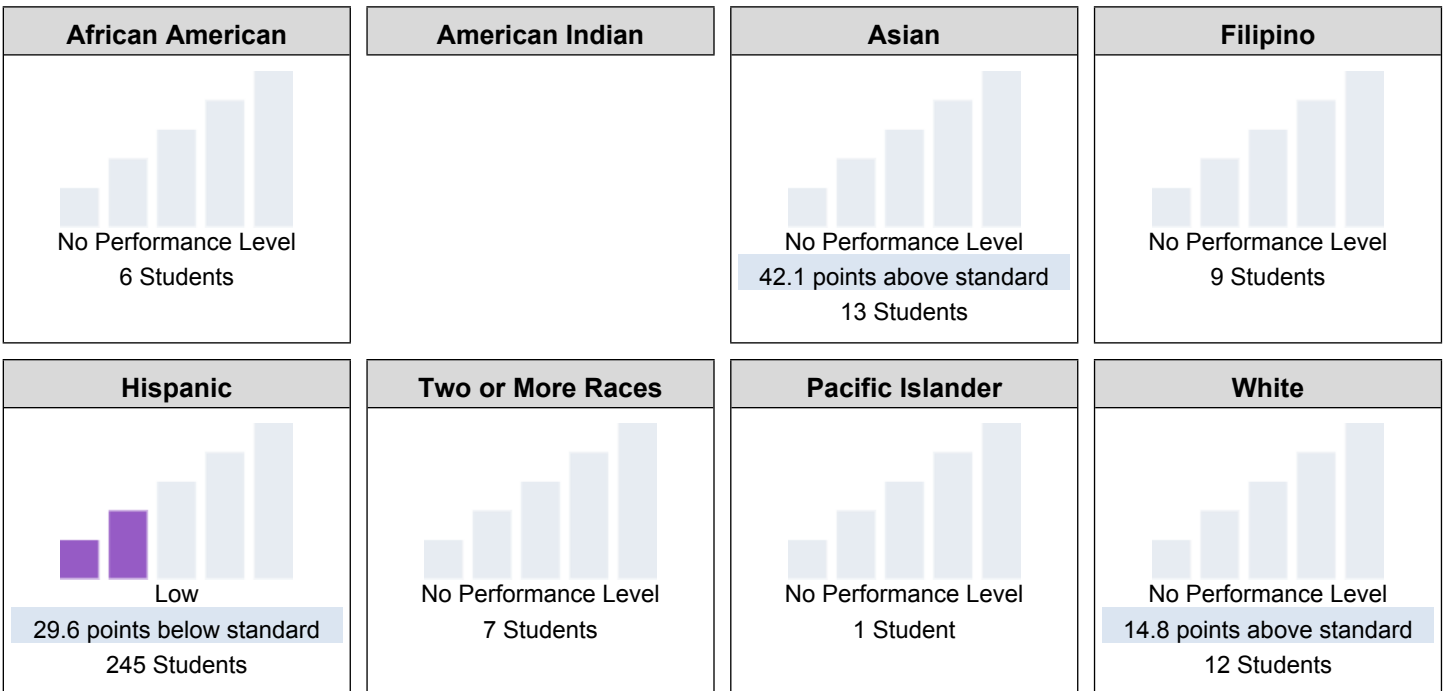 African American
No Performance Level
6 Students
American Indian
Asian
No Performance Level
42.1 points above standard
13 Students
Filipino
No Performance Level
9 Students
Hispanic
Low
29.6 points below standard
245 Students
Two or More Races
No Performance Level
7 Students
Pacific Islander
No Performance Level
1 Student
White
No Performance Level
14.8 points above standard
12 Students